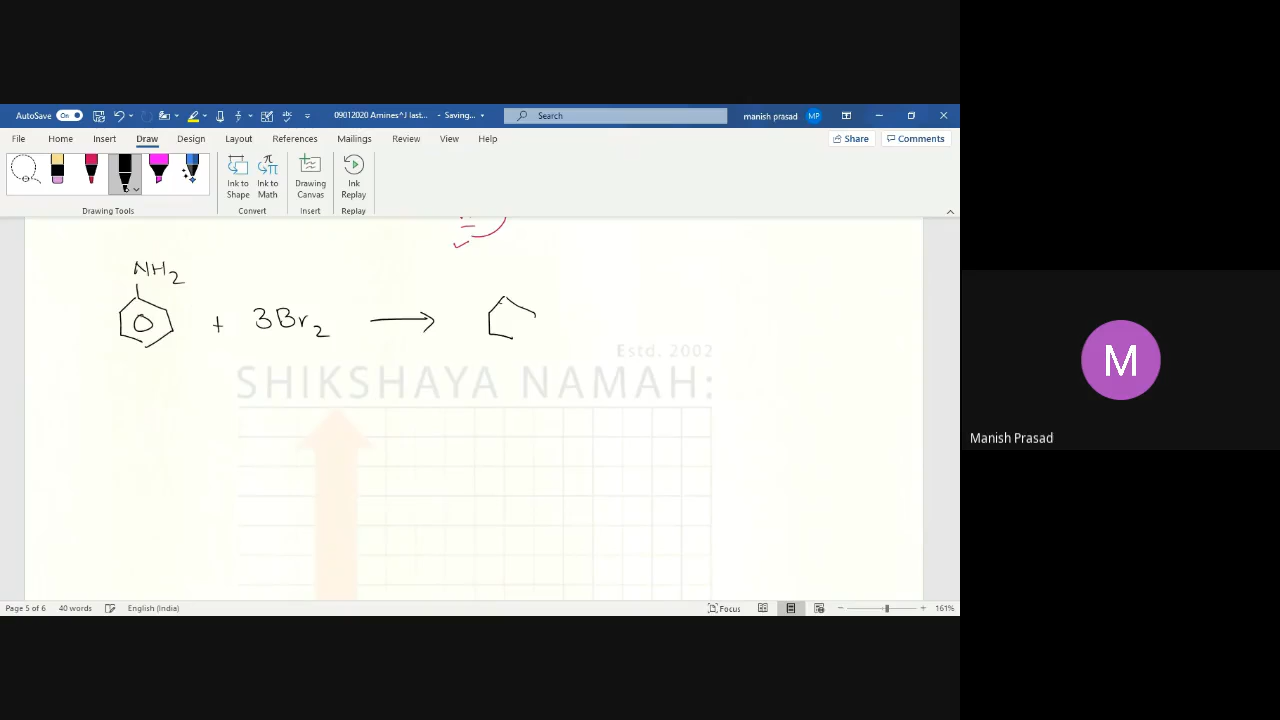 AutoSave On 09012020 Amines^J last... - Saving... Search manish prasad MP
File Home Insert Draw Design Layout References Mailings Review View Help Share Comments
Ink to Shape Ink to Math Drawing Canvas Ink Replay
Drawing Tools Convert Insert Replay
NH2
+ 3Br2
Estd. 2002
SHIKSHAYA NAMAH:
M
Manish Prasad
Page 5 of 6 40 words English (India) Focus 161%